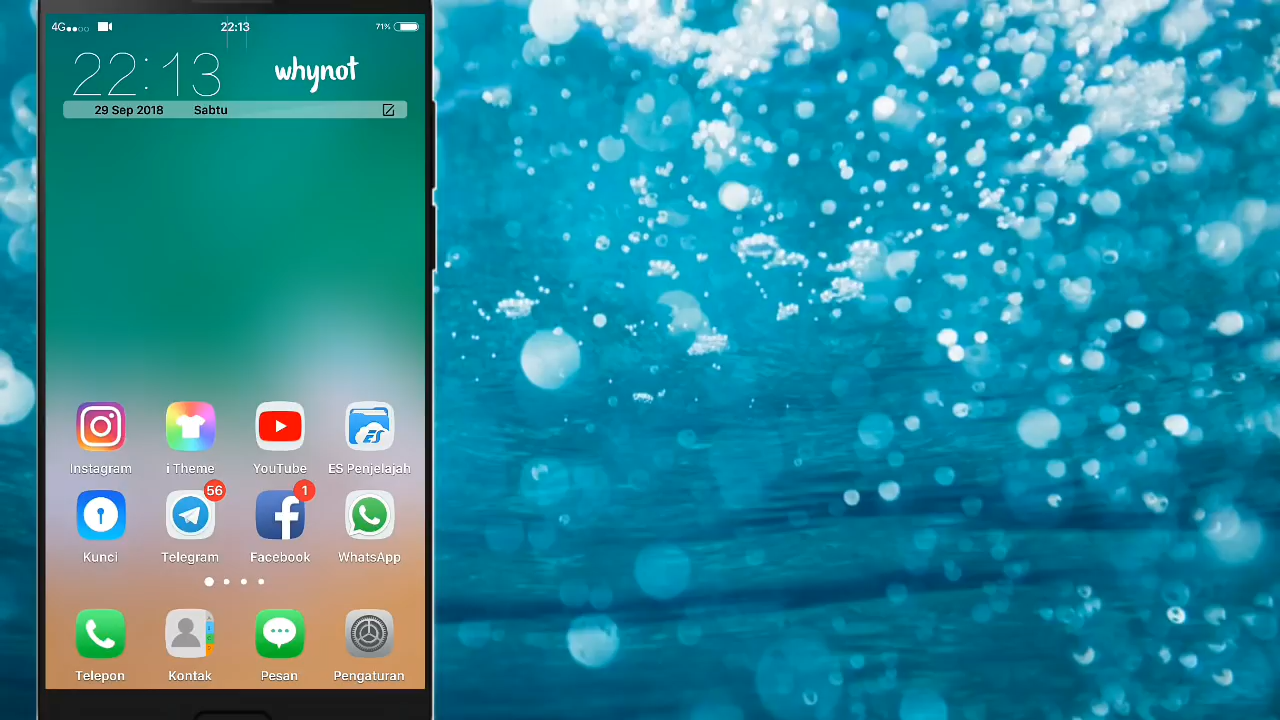 4G 22:13 71%
22:13 whynot
29 Sep 2018 Sabtu
Instagram i Theme YouTube ES Penjelajah
ES
56 1
Kunci Telegram Facebook WhatsApp
Telepon Kontak Pesan Pengaturan